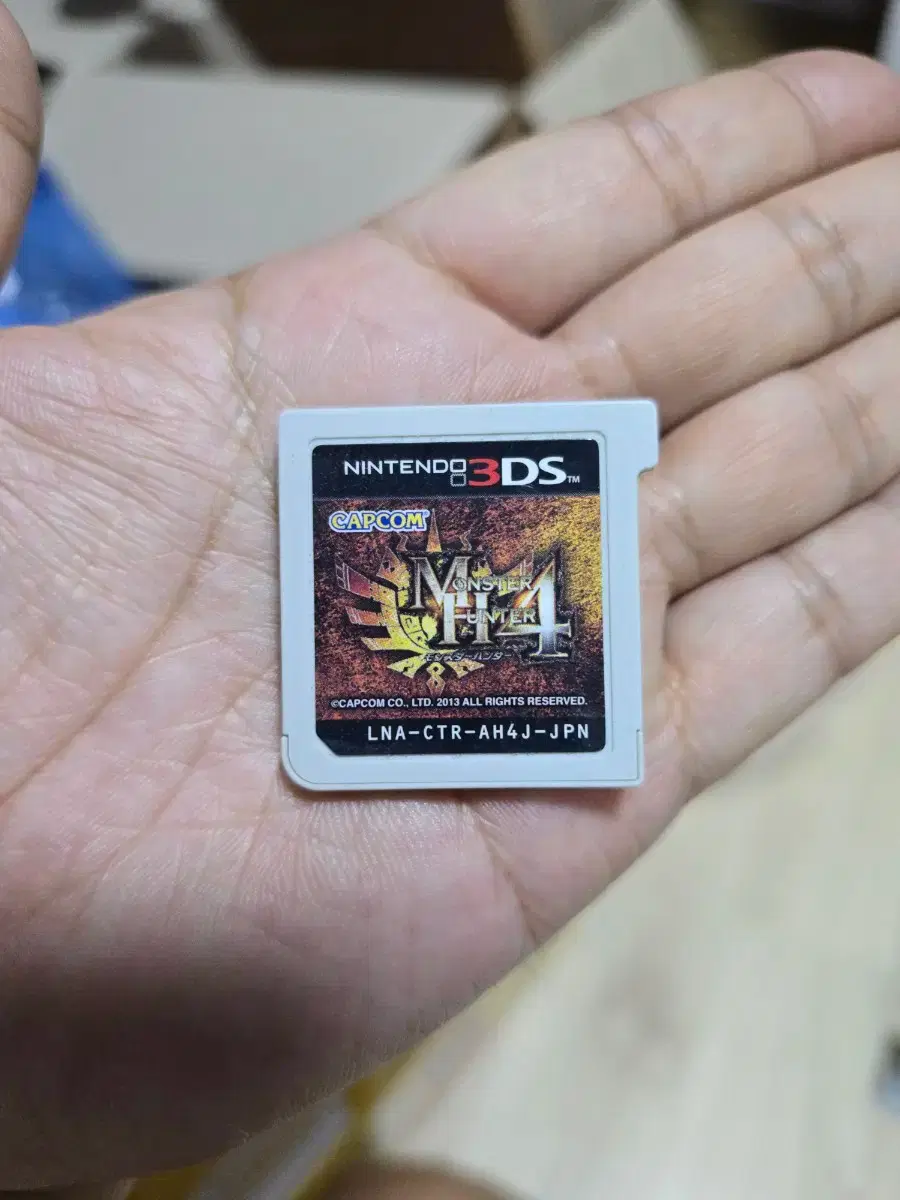 NINTENDO 3DS™
CAPCOM
MONSTER
HUNTER 4
モンスターハンター
©CAPCOM CO., LTD. 2013 ALL RIGHTS RESERVED.
LNA-CTR-AH4J-JPN